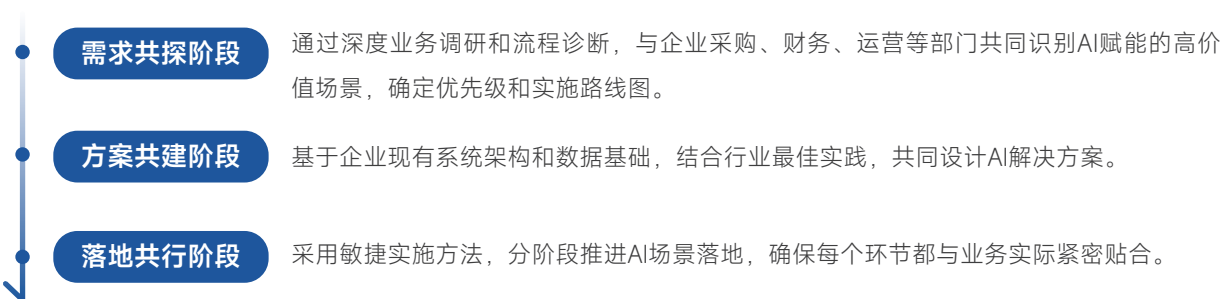 需求共探阶段
通过深度业务调研和流程诊断，与企业采购、财务、运营等部门共同识别AI赋能的高价
值场景，确定优先级和实施路线图。
方案共建阶段
基于企业现有系统架构和数据基础，结合行业最佳实践，共同设计AI解决方案。
落地共行阶段
采用敏捷实施方法，分阶段推进AI场景落地，确保每个环节都与业务实际紧密贴合。